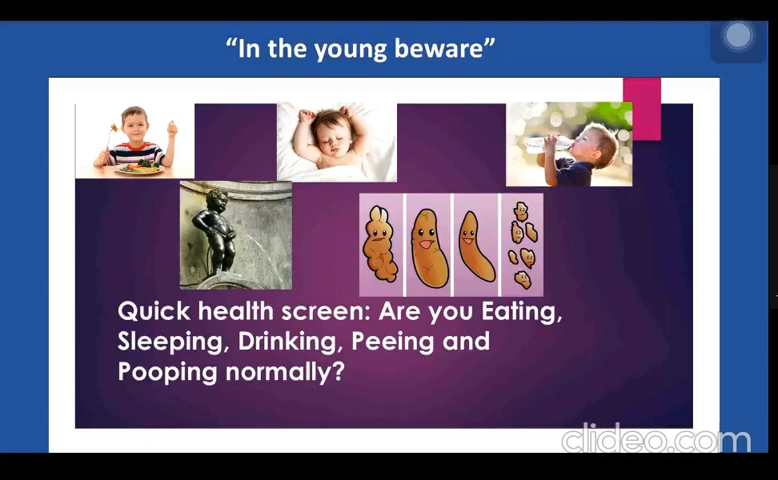 “In the young beware”
Quick health screen: Are you Eating,
Sleeping, Drinking, Peeing and
Pooping normally?
clideo.com